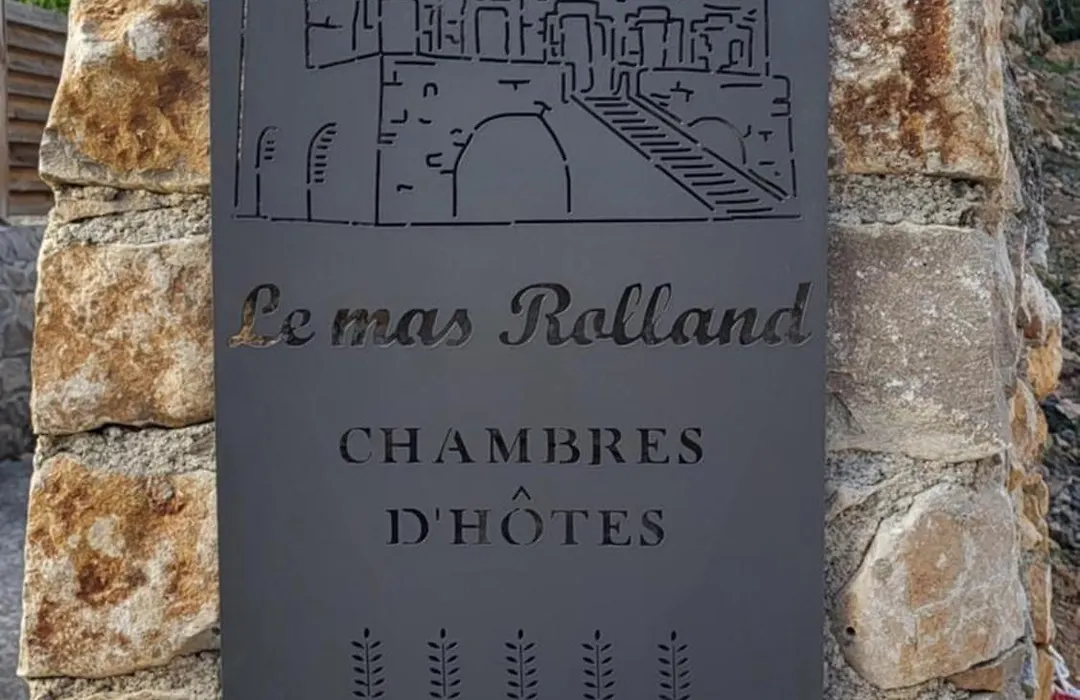 Le mas Rolland
CHAMBRES
D'HÔTES